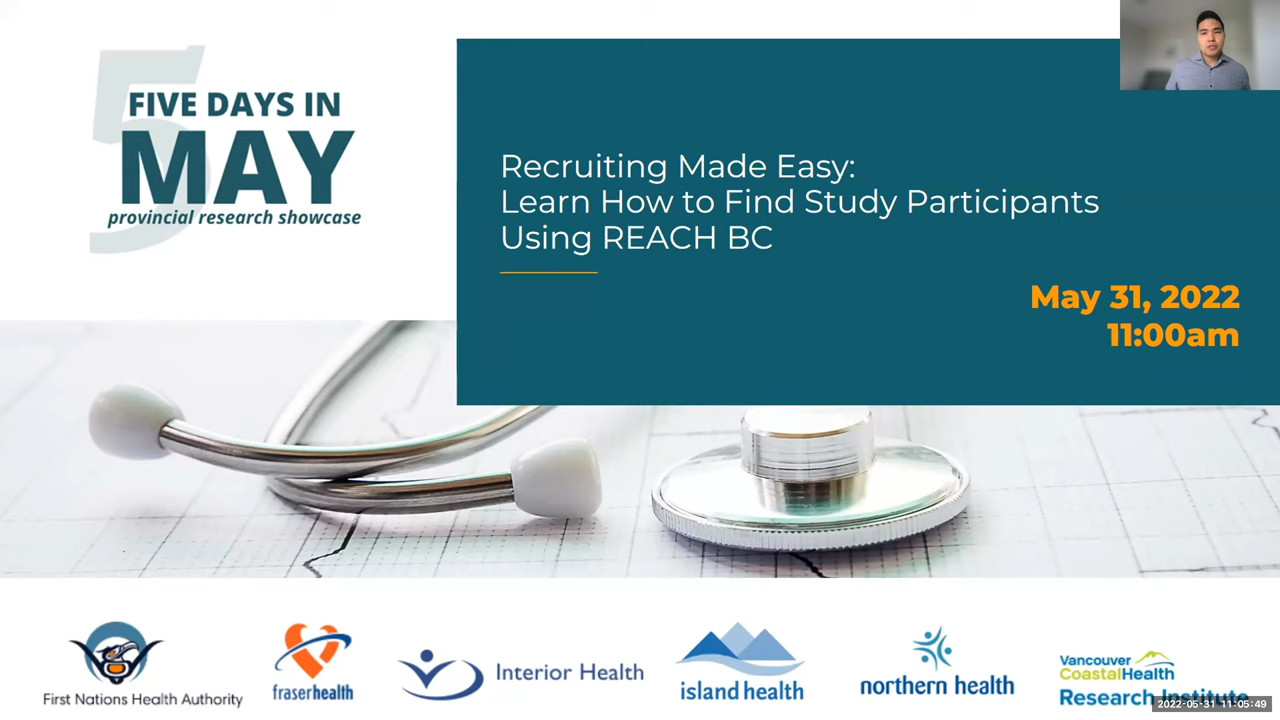 5
FIVE DAYS IN
MAY
provincial research showcase
Recruiting Made Easy:
Learn How to Find Study Participants
Using REACH BC
May 31, 2022
11:00am
First Nations Health Authority
fraserhealth
Interior Health
island health
northern health
Vancouver
CoastalHealth
Research Institute
2022-05-31 11:05:49